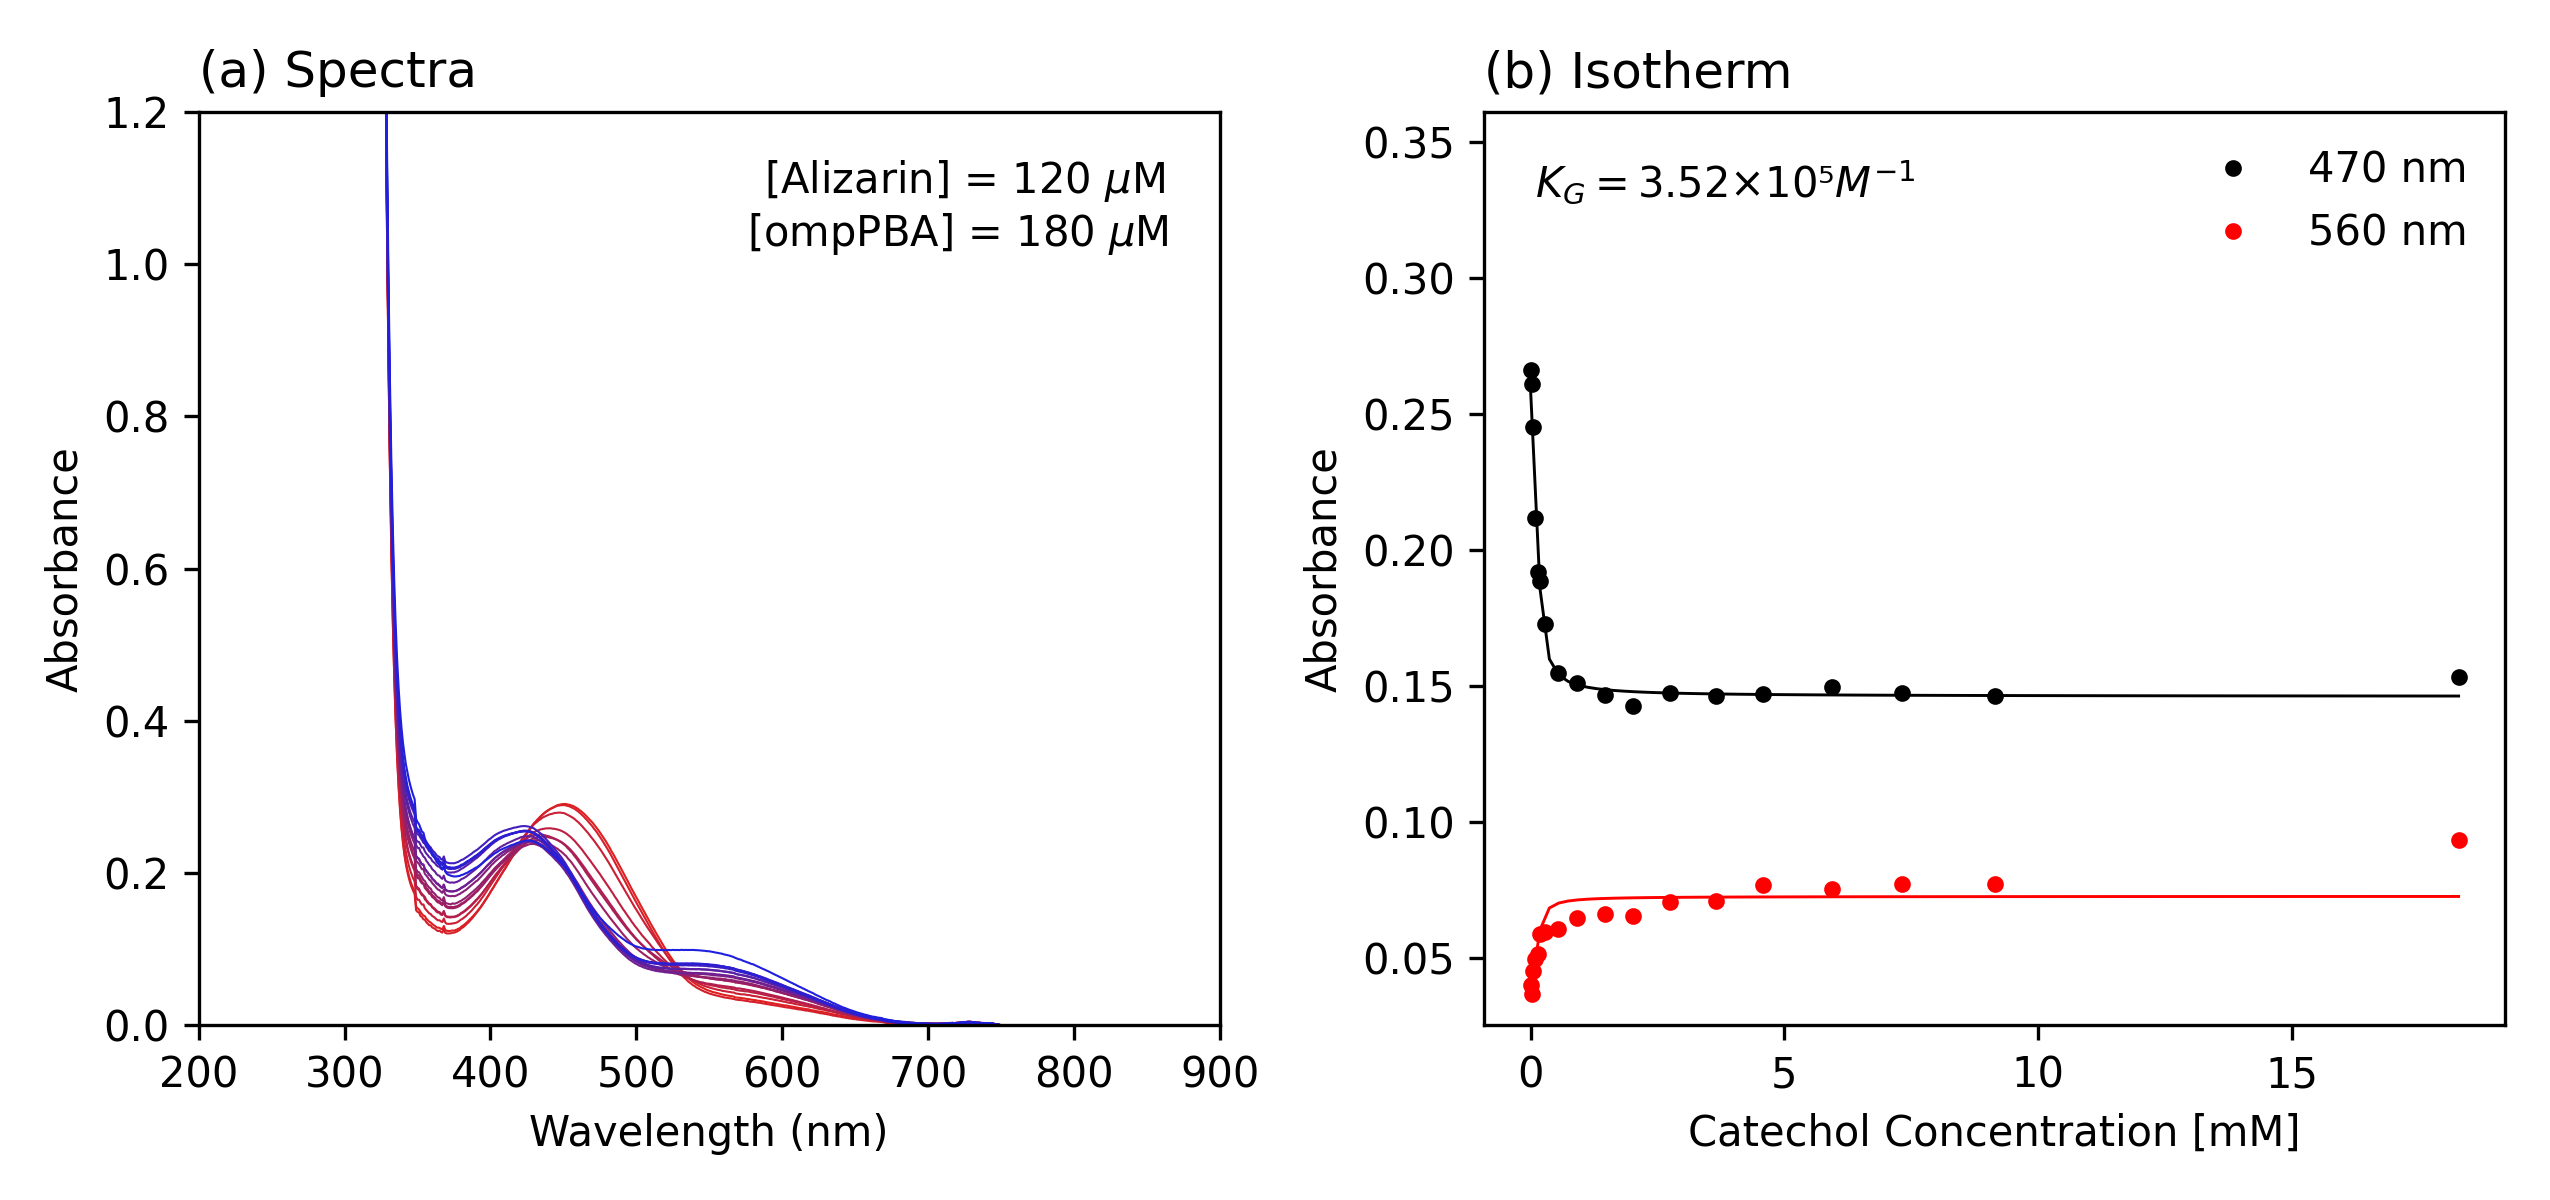 (a) Spectra
[Alizarin] = 120 μM
[ompPBA] = 180 μM
1.2
1.0
0.8
0.6
0.4
0.2
0.0
Absorbance
200 300 400 500 600 700 800 900
Wavelength (nm)
(b) Isotherm
K_G = 3.52×10⁵M⁻¹
470 nm
560 nm
0.35
0.30
0.25
0.20
0.15
0.10
0.05
Absorbance
0 5 10 15
Catechol Concentration [mM]